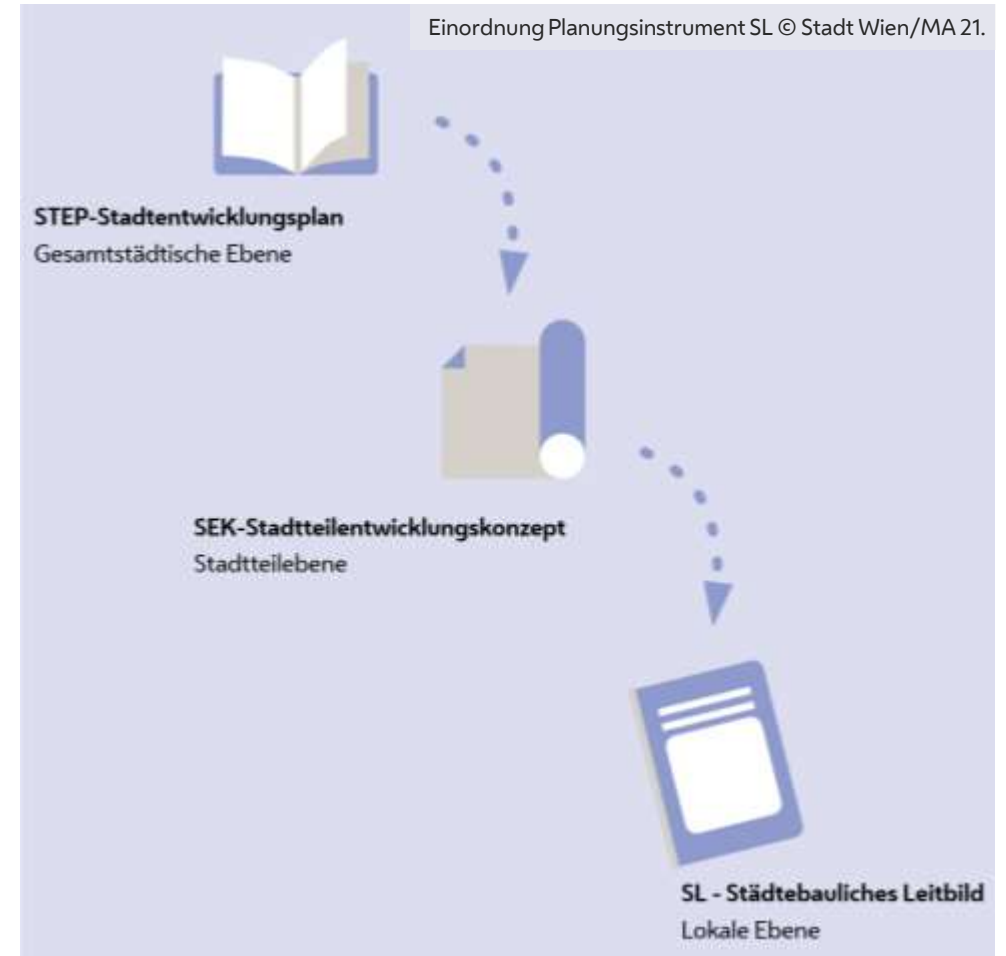 Einordnung Planungsinstrument SL © Stadt Wien/MA 21.
STEP-Stadtentwicklungsplan
Gesamtstädtische Ebene
SEK-Stadtteilentwicklungskonzept
Stadtteilebene
SL - Städtebauliches Leitbild
Lokale Ebene